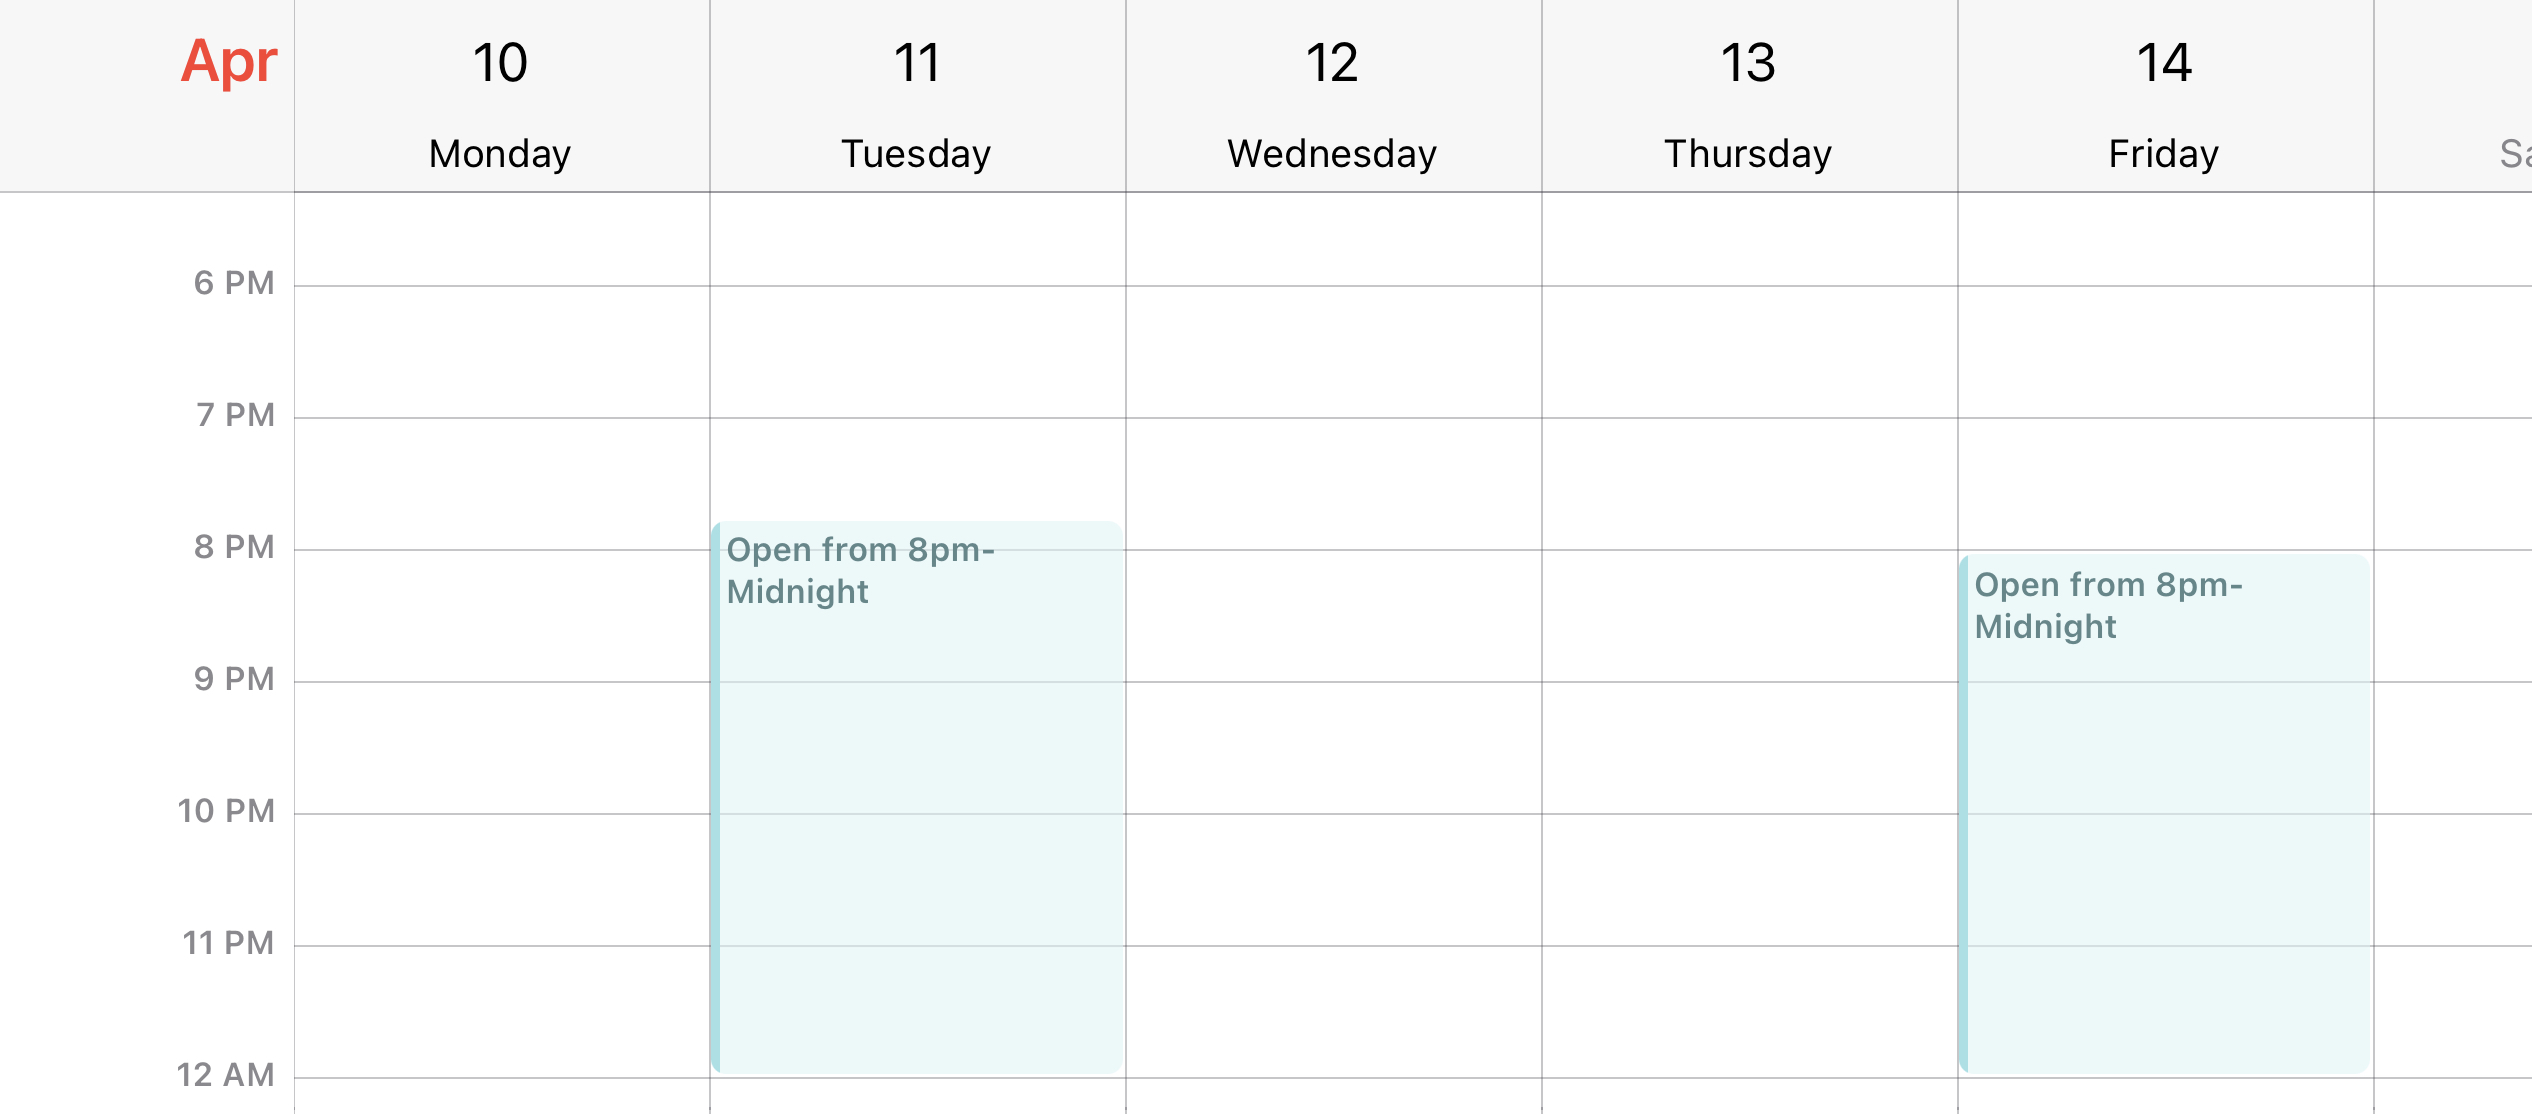 Apr
10
11
12
13
14
Monday
Tuesday
Wednesday
Thursday
Friday
6 PM
7 PM
8 PM
Open from 8pm-
Midnight
Open from 8pm-
Midnight
9 PM
10 PM
11 PM
12 AM